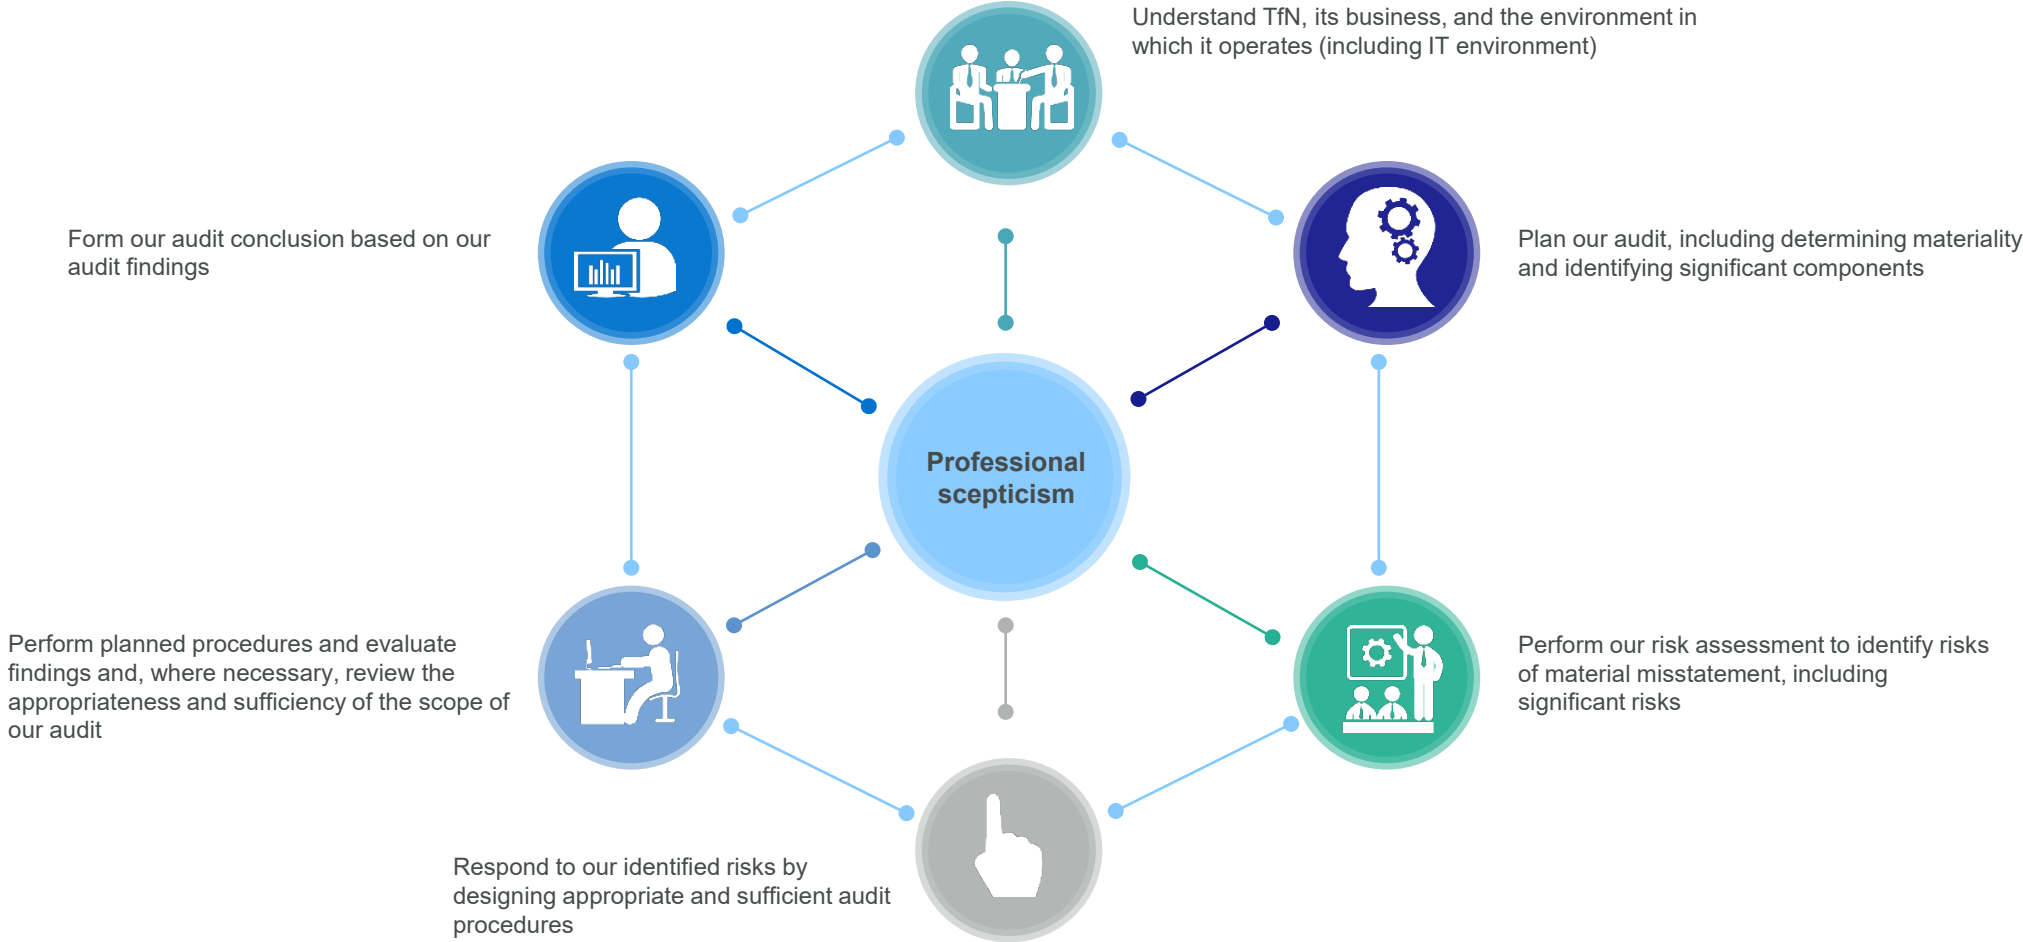 Understand TfN, its business, and the environment in
which it operates (including IT environment)
Plan our audit, including determining materiality
and identifying significant components
Perform our risk assessment to identify risks
of material misstatement, including
significant risks
Respond to our identified risks by
designing appropriate and sufficient audit
procedures
Perform planned procedures and evaluate
findings and, where necessary, review the
appropriateness and sufficiency of the scope of
our audit
Form our audit conclusion based on our
audit findings
Professional
scepticism